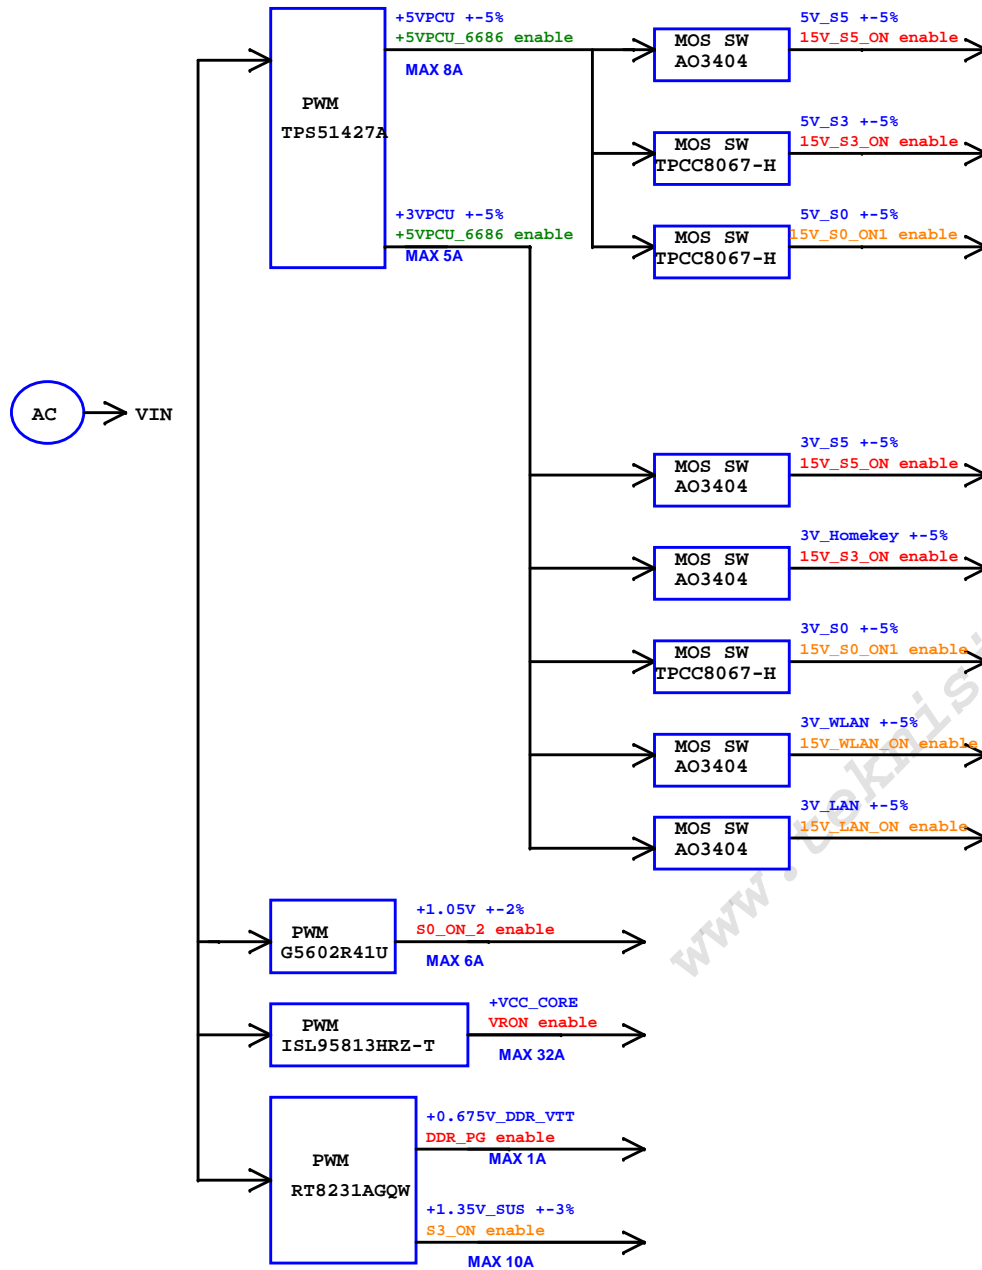 +5VPCU +-5%
+5VPCU_6686 enable
MAX 8A
PWM
TPS51427A
+3VPCU +-5%
+5VPCU_6686 enable
MAX 5A
MOS SW
AO3404
5V_S5 +-5%
15V_S5_ON enable
MOS SW
TPCC8067-H
5V_S3 +-5%
15V_S3_ON enable
MOS SW
TPCC8067-H
5V_S0 +-5%
15V_S0_ON1 enable
AC
VIN
MOS SW
AO3404
3V_S5 +-5%
15V_S5_ON enable
MOS SW
AO3404
3V_Homekey +-5%
15V_S3_ON enable
MOS SW
TPCC8067-H
3V_S0 +-5%
15V_S0_ON1 enable
MOS SW
AO3404
3V_WLAN +-5%
15V_WLAN_ON enable
MOS SW
AO3404
3V_LAN +-5%
15V_LAN_ON enable
PWM
G5602R41U
+1.05V +-2%
S0_ON_2 enable
MAX 6A
PWM
ISL95813HRZ-T
+VCC_CORE
VRON enable
MAX 32A
PWM
RT8231AGQW
+0.675V_DDR_VTT
DDR_PG enable
MAX 1A
+1.35V_SUS +-3%
S3_ON enable
MAX 10A
www.teknis